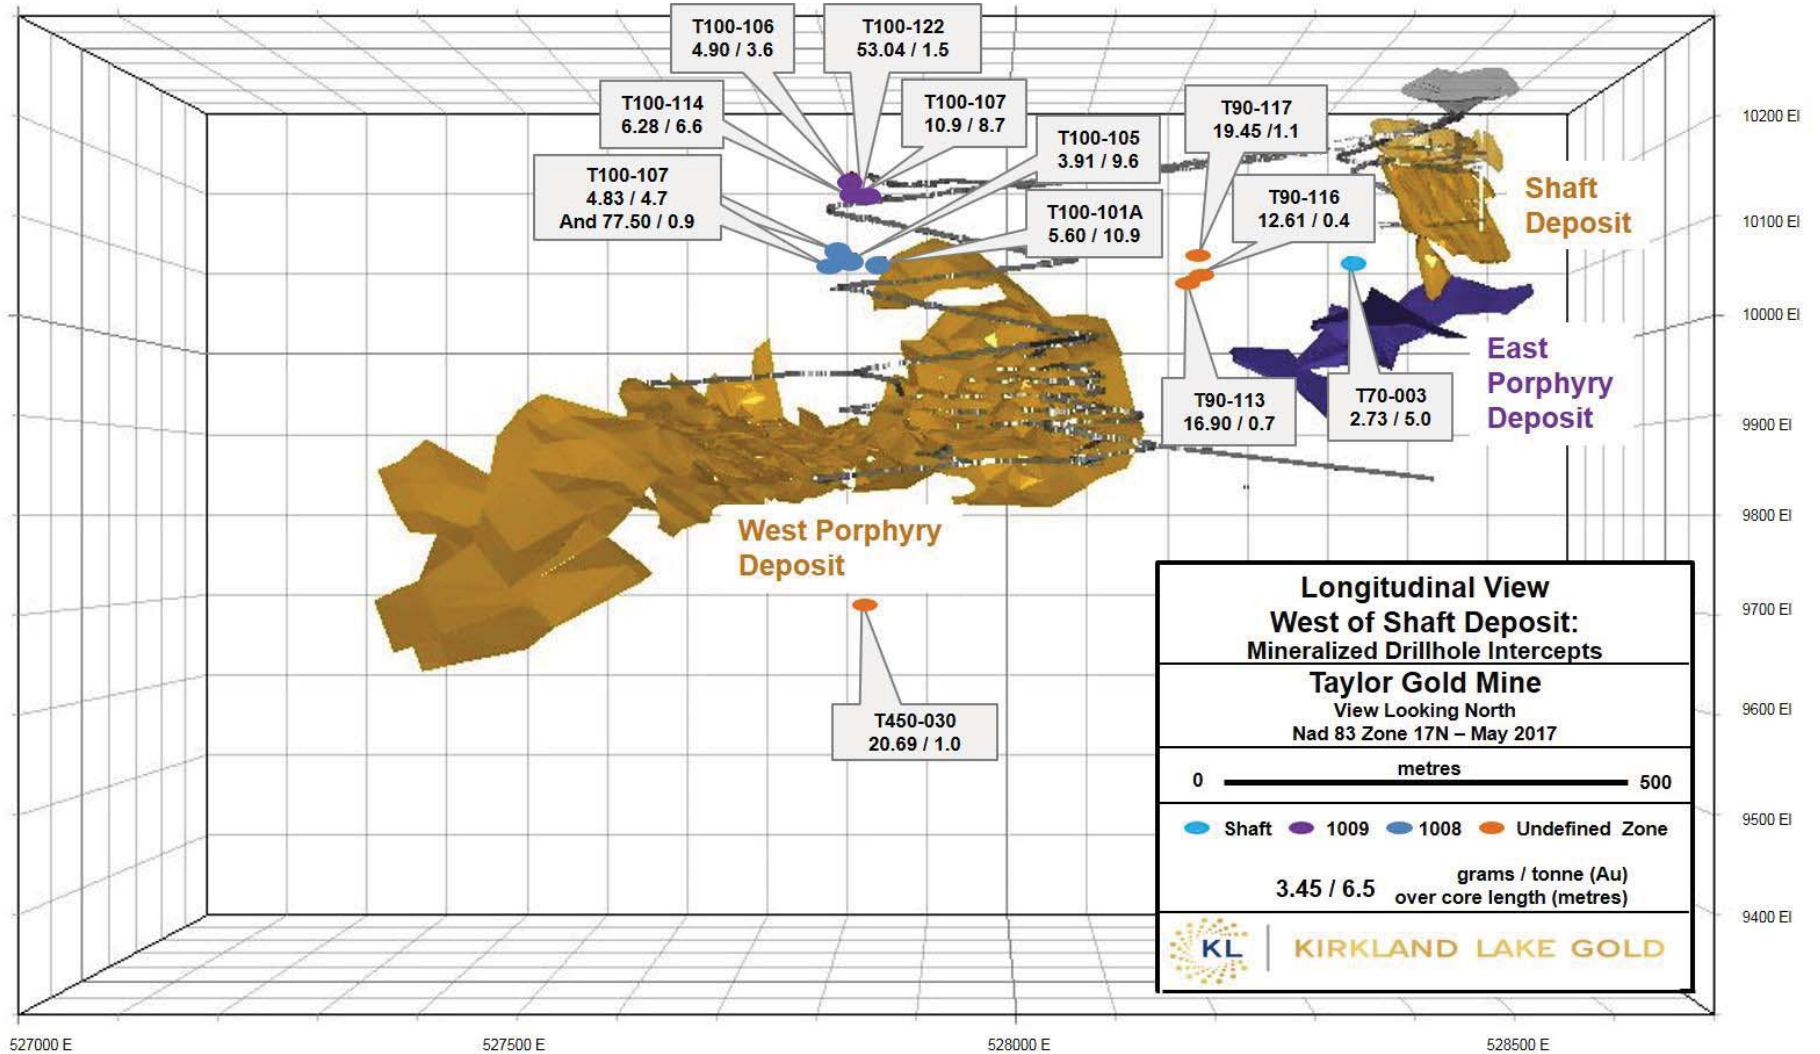 T100-106
4.90 / 3.6
T100-122
53.04 / 1.5
T100-114
6.28 / 6.6
T100-107
10.9 / 8.7
T100-105
3.91 / 9.6
T90-117
19.45 /1.1
T100-107
4.83 / 4.7
And 77.50 / 0.9
T100-101A
5.60 / 10.9
T90-116
12.61 / 0.4
Shaft
Deposit
East
Porphyry
Deposit
T90-113
16.90 / 0.7
T70-003
2.73 / 5.0
West Porphyry
Deposit
T450-030
20.69 / 1.0
10200 El
10100 El
10000 El
9900 El
9800 El
9700 El
9600 El
9500 El
9400 El
Longitudinal View
West of Shaft Deposit:
Mineralized Drillhole Intercepts
Taylor Gold Mine
View Looking North
Nad 83 Zone 17N – May 2017
metres
0 500
Shaft 1009 1008 Undefined Zone
3.45 / 6.5
grams / tonne (Au)
over core length (metres)
KL KIRKLAND LAKE GOLD
527000 E 527500 E 528000 E 528500 E